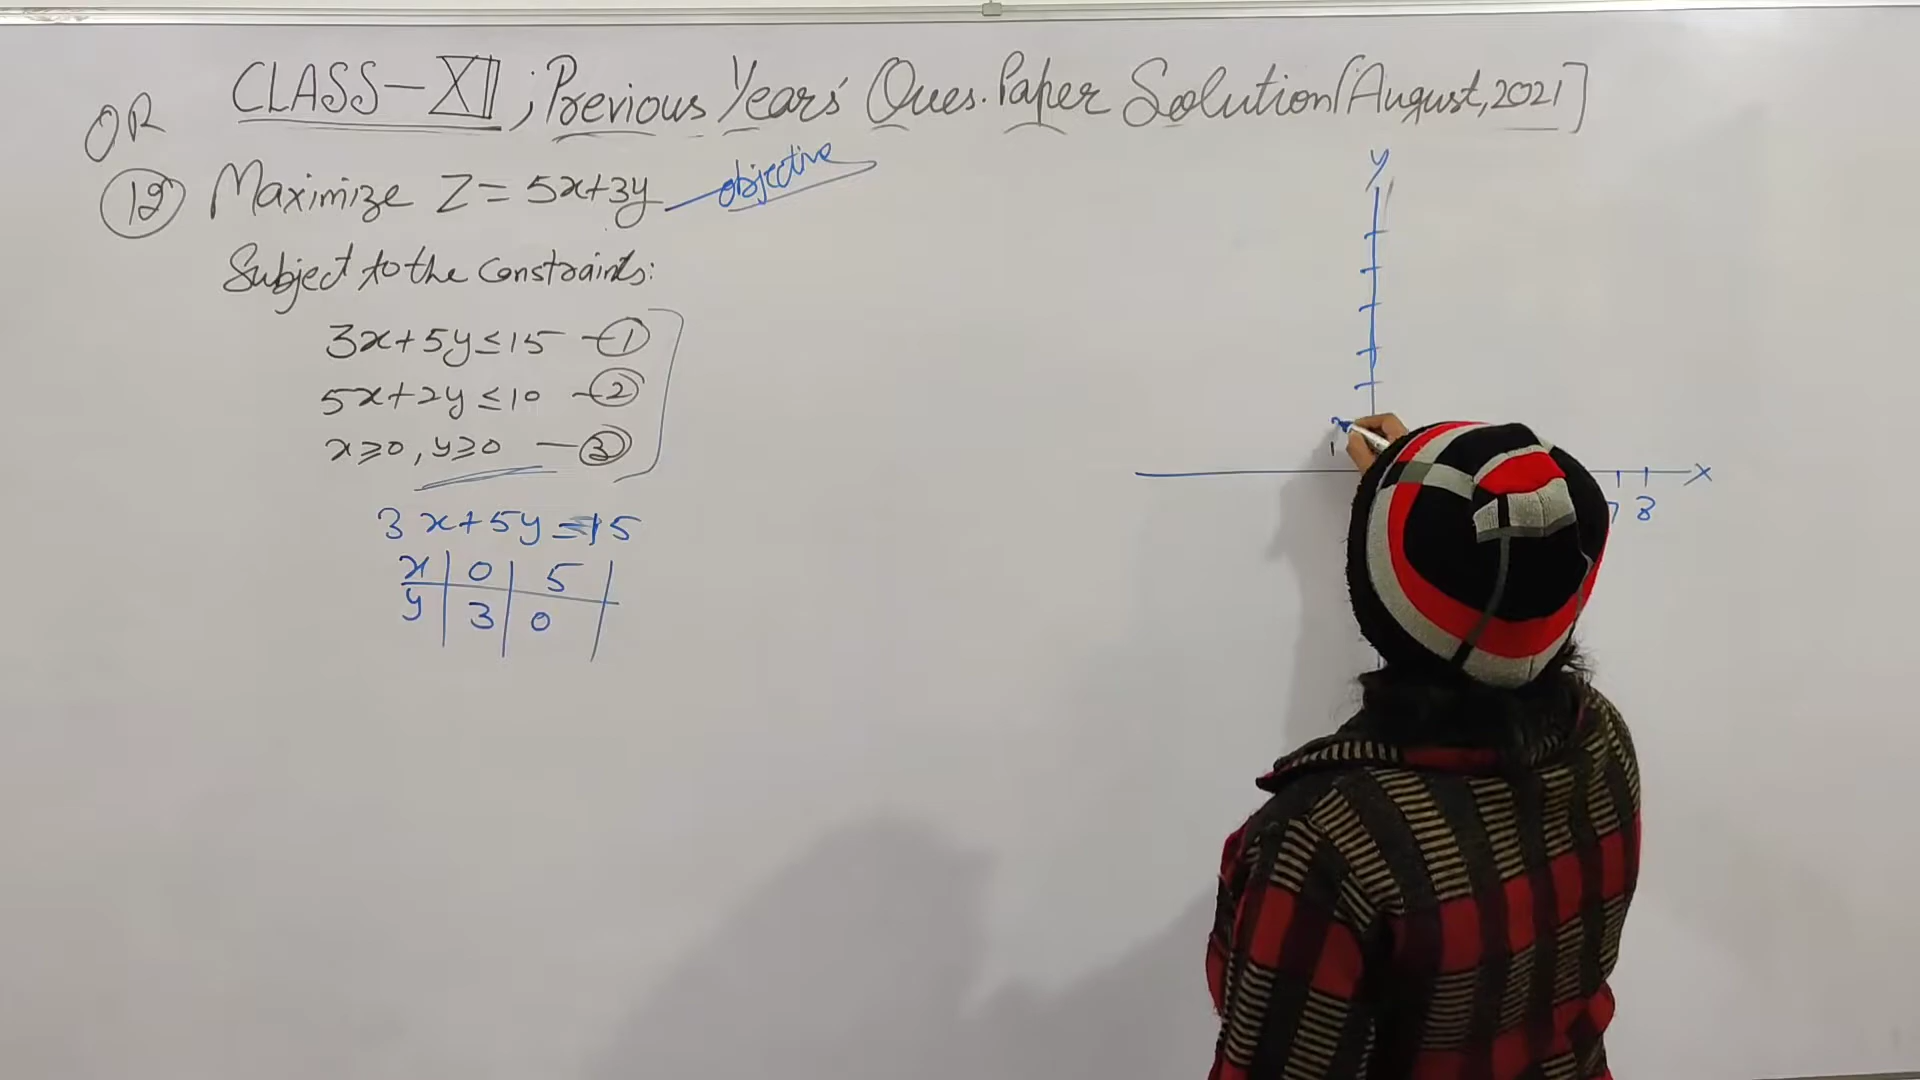 CLASS-XII; Previous Years' Ques. Paper Solution [August, 2021]
OR
12 Maximize Z = 5x+3y objective
Subject to the Constraints:
3x+5y≤15 —1
5x+2y≤10 —2
x≥0, y≥0 —3
3x+5y=15
x | 0 | 5
y | 3 | 0
y
2
1
x
7 8